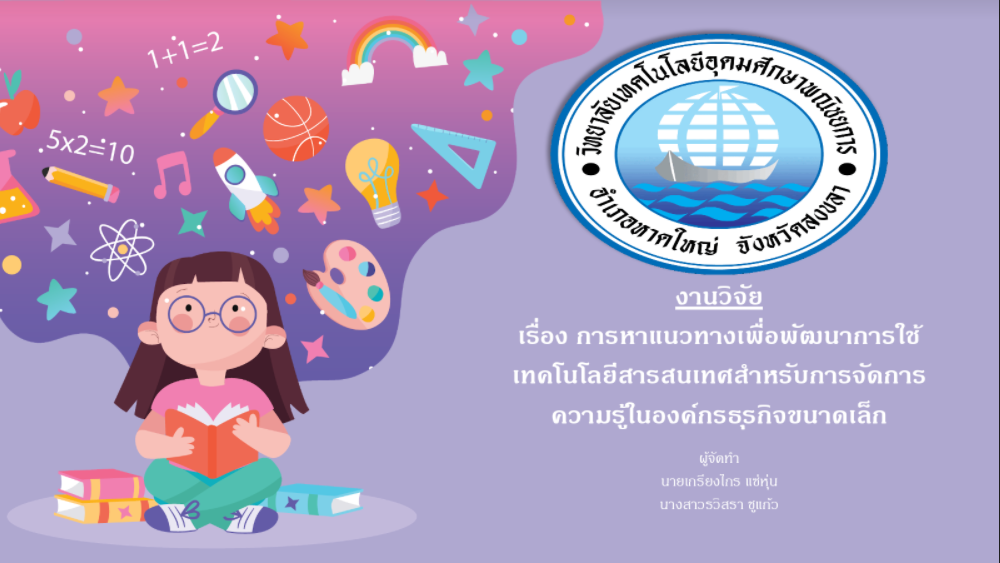 1+1=2
5x2=10
วิทยาลัยเทคโนโลยีอุดมศึกษาพณิชยการ
อำเภอหาดใหญ่ จังหวัดสงขลา
งานวิจัย
เรื่อง การหาแนวทางเพื่อพัฒนาการใช้
เทคโนโลยีสารสนเทศสำหรับการจัดการ
ความรู้ในองค์กรธุรกิจขนาดเล็ก
ผู้จัดทำ
นายเกรียงไกร แซ่หุ่น
นางสาวรวิสรา ชูแก้ว